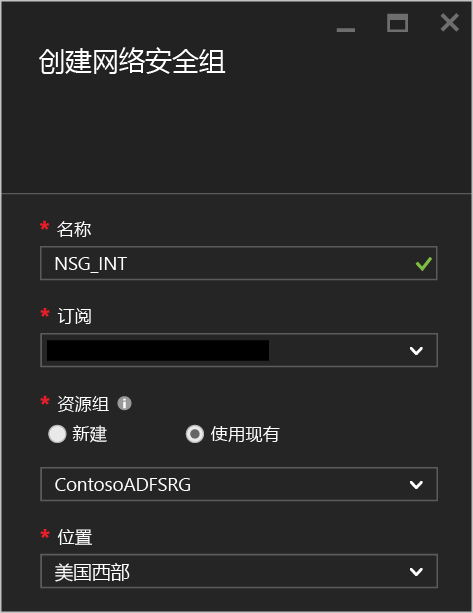 创建网络安全组
* 名称
NSG_INT
* 订阅
* 资源组
新建 使用现有
ContosoADFSRG
* 位置
美国西部